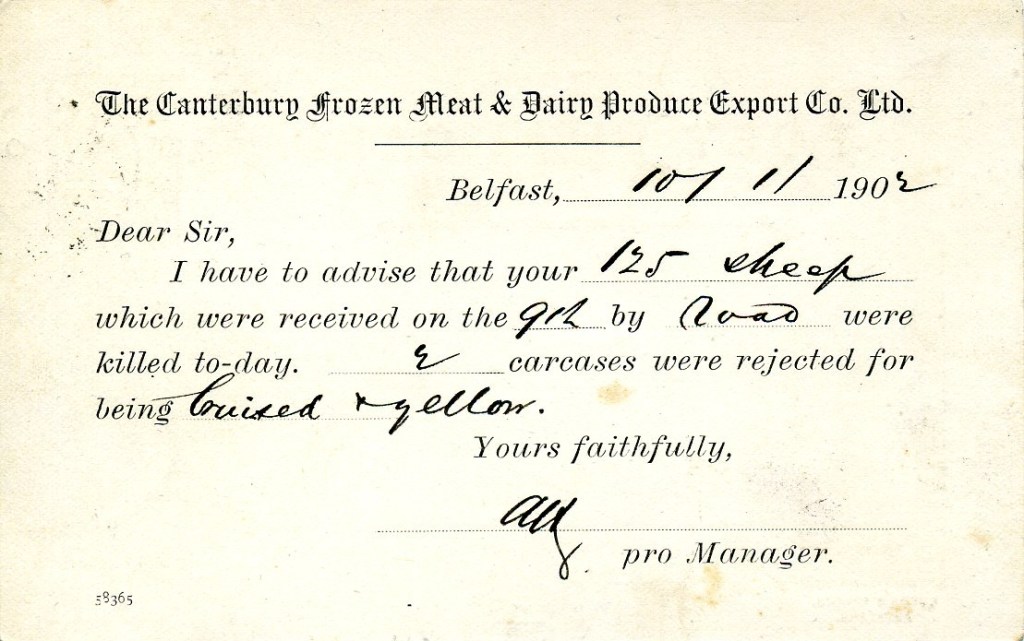 The Canterbury Frozen Meat & Dairy Produce Export Co. Ltd.
Belfast, 10/11/1902
Dear Sir,
I have to advise that your 125 sheep
which were received on the 9th by Road were
killed to-day. 2 carcases were rejected for
being bruised & yellow.
Yours faithfully,
pro Manager.
58365